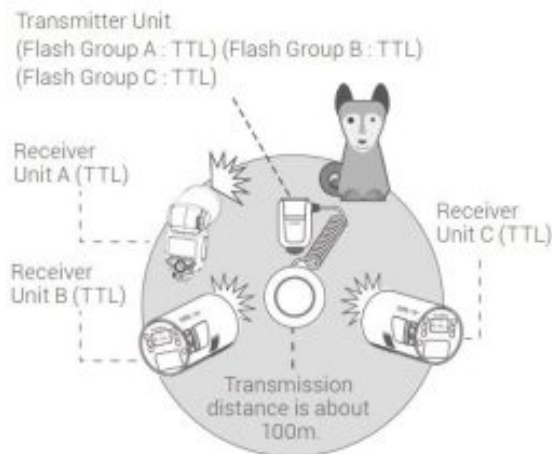 Transmitter Unit
(Flash Group A : TTL) (Flash Group B : TTL)
(Flash Group C : TTL)
Receiver
Unit A (TTL)
Receiver
Unit C (TTL)
Receiver
Unit B (TTL)
Transmission
distance is about
100m.